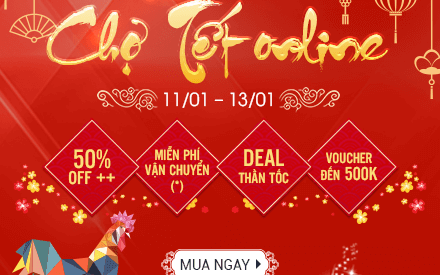 Chợ Tết online
11/01 – 13/01
50%
OFF ++
MIỄN PHÍ
VẬN CHUYỂN
(*)
DEAL
THẦN TỐC
VOUCHER
ĐẾN 500K
MUA NGAY